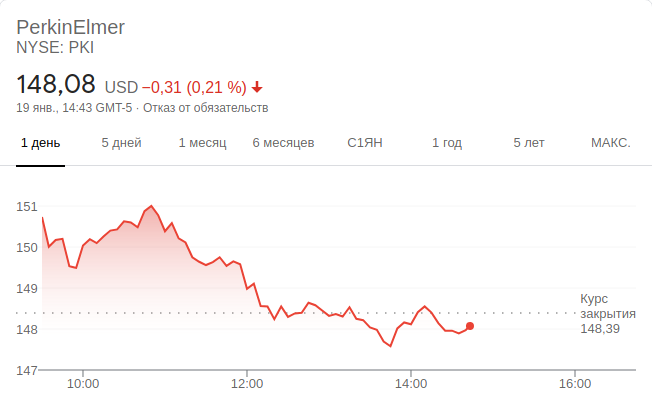 PerkinElmer
NYSE: PKI
148,08 USD −0,31 (0,21 %)
19 янв., 14:43 GMT-5 · Отказ от обязательств
1 день 5 дней 1 месяц 6 месяцев С1ЯН 1 год 5 лет МАКС.
151
150
149
Курс
закрытия
148,39
148
147
10:00 12:00 14:00 16:00